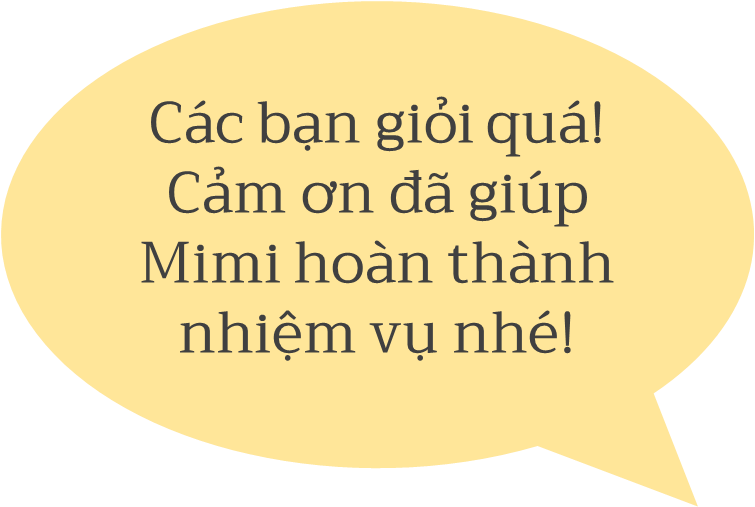 Các bạn giỏi quá!
Cảm ơn đã giúp
Mimi hoàn thành
nhiệm vụ nhé!